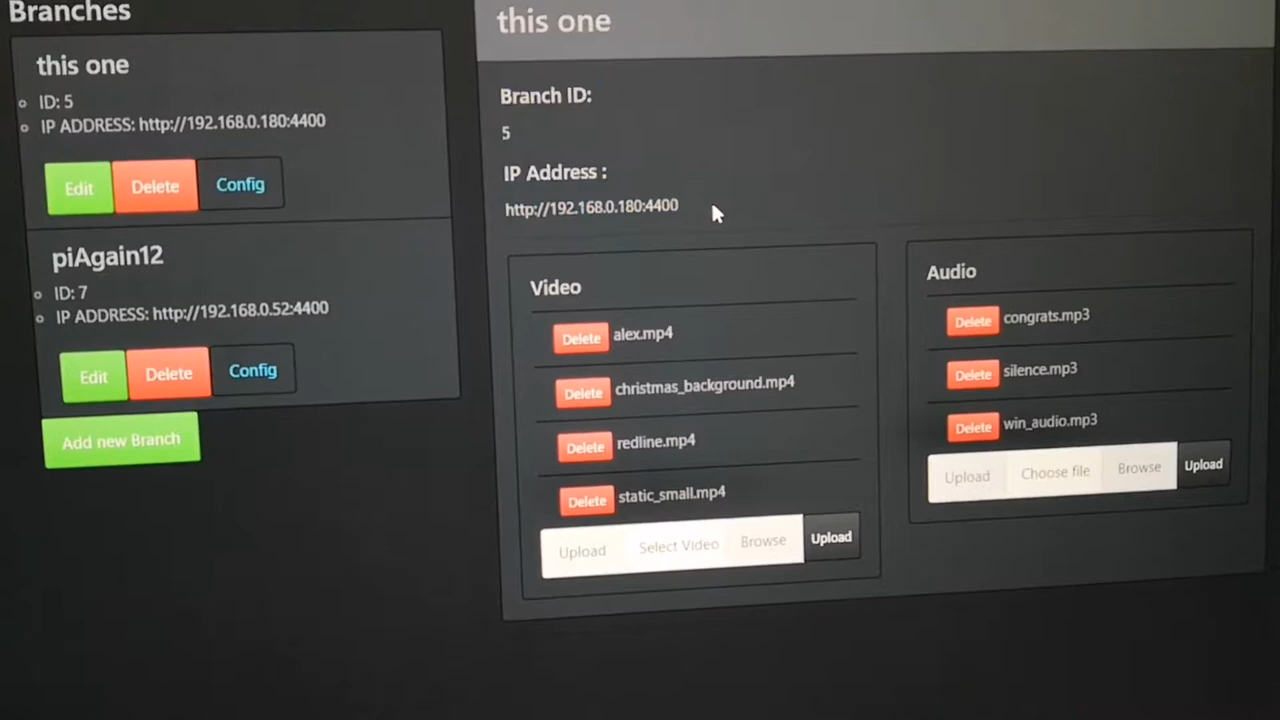 Branches
this one
ID: 5
IP ADDRESS: http://192.168.0.180:4400
Edit Delete Config
piAgain12
ID: 7
IP ADDRESS: http://192.168.0.52:4400
Edit Delete Config
Add new Branch
this one
Branch ID:
5
IP Address :
http://192.168.0.180:4400
Video
Delete alex.mp4
Delete christmas_background.mp4
Delete redline.mp4
Delete static_small.mp4
Upload Select Video Browse Upload
Audio
Delete congrats.mp3
Delete silence.mp3
Delete win_audio.mp3
Upload Choose file Browse Upload